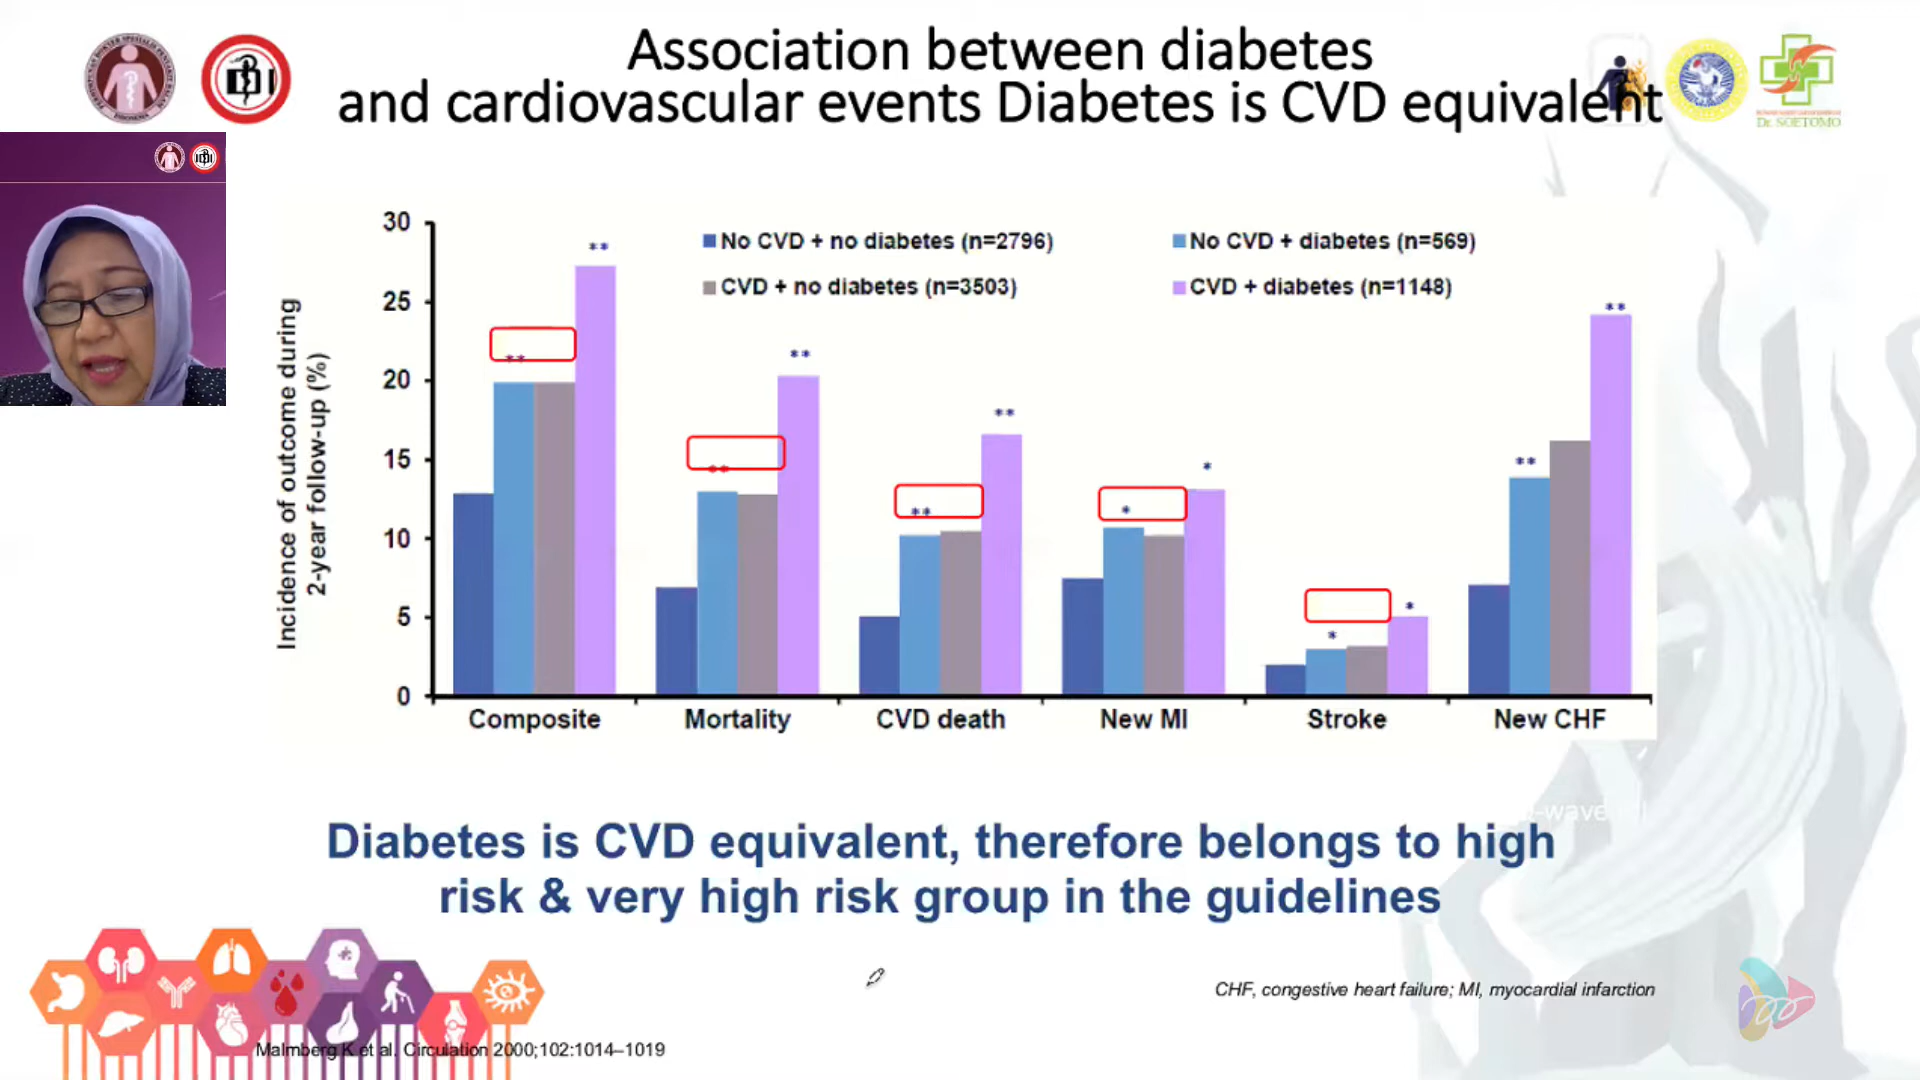 Association between diabetes
and cardiovascular events Diabetes is CVD equivalent
Dr. SOETOMO
30
25
20
15
10
5
0
Incidence of outcome during
2-year follow-up (%)
No CVD + no diabetes (n=2796)
No CVD + diabetes (n=569)
CVD + no diabetes (n=3503)
CVD + diabetes (n=1148)
**
**
**
**
**
**
*
*
*
*
**
**
Composite
Mortality
CVD death
New MI
Stroke
New CHF
Diabetes is CVD equivalent, therefore belongs to high
risk & very high risk group in the guidelines
CHF, congestive heart failure; MI, myocardial infarction
Malmberg K et al. Circulation 2000;102:1014–1019